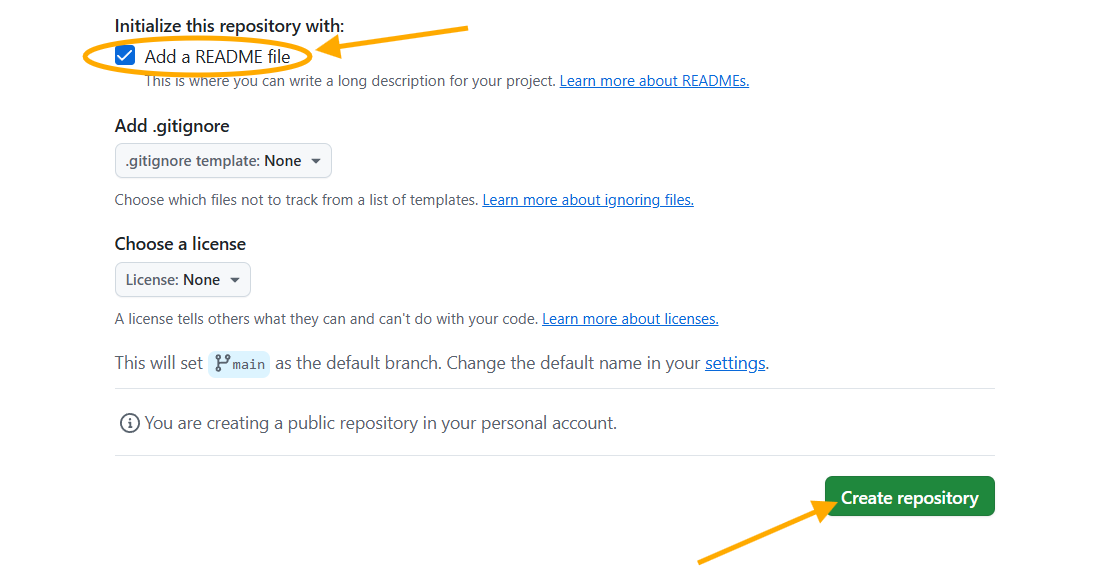 Initialize this repository with:
Add a README file
This is where you can write a long description for your project. Learn more about READMEs.
Add .gitignore
.gitignore template: None
Choose which files not to track from a list of templates. Learn more about ignoring files.
Choose a license
License: None
A license tells others what they can and can't do with your code. Learn more about licenses.
This will set main as the default branch. Change the default name in your settings.
You are creating a public repository in your personal account.
Create repository